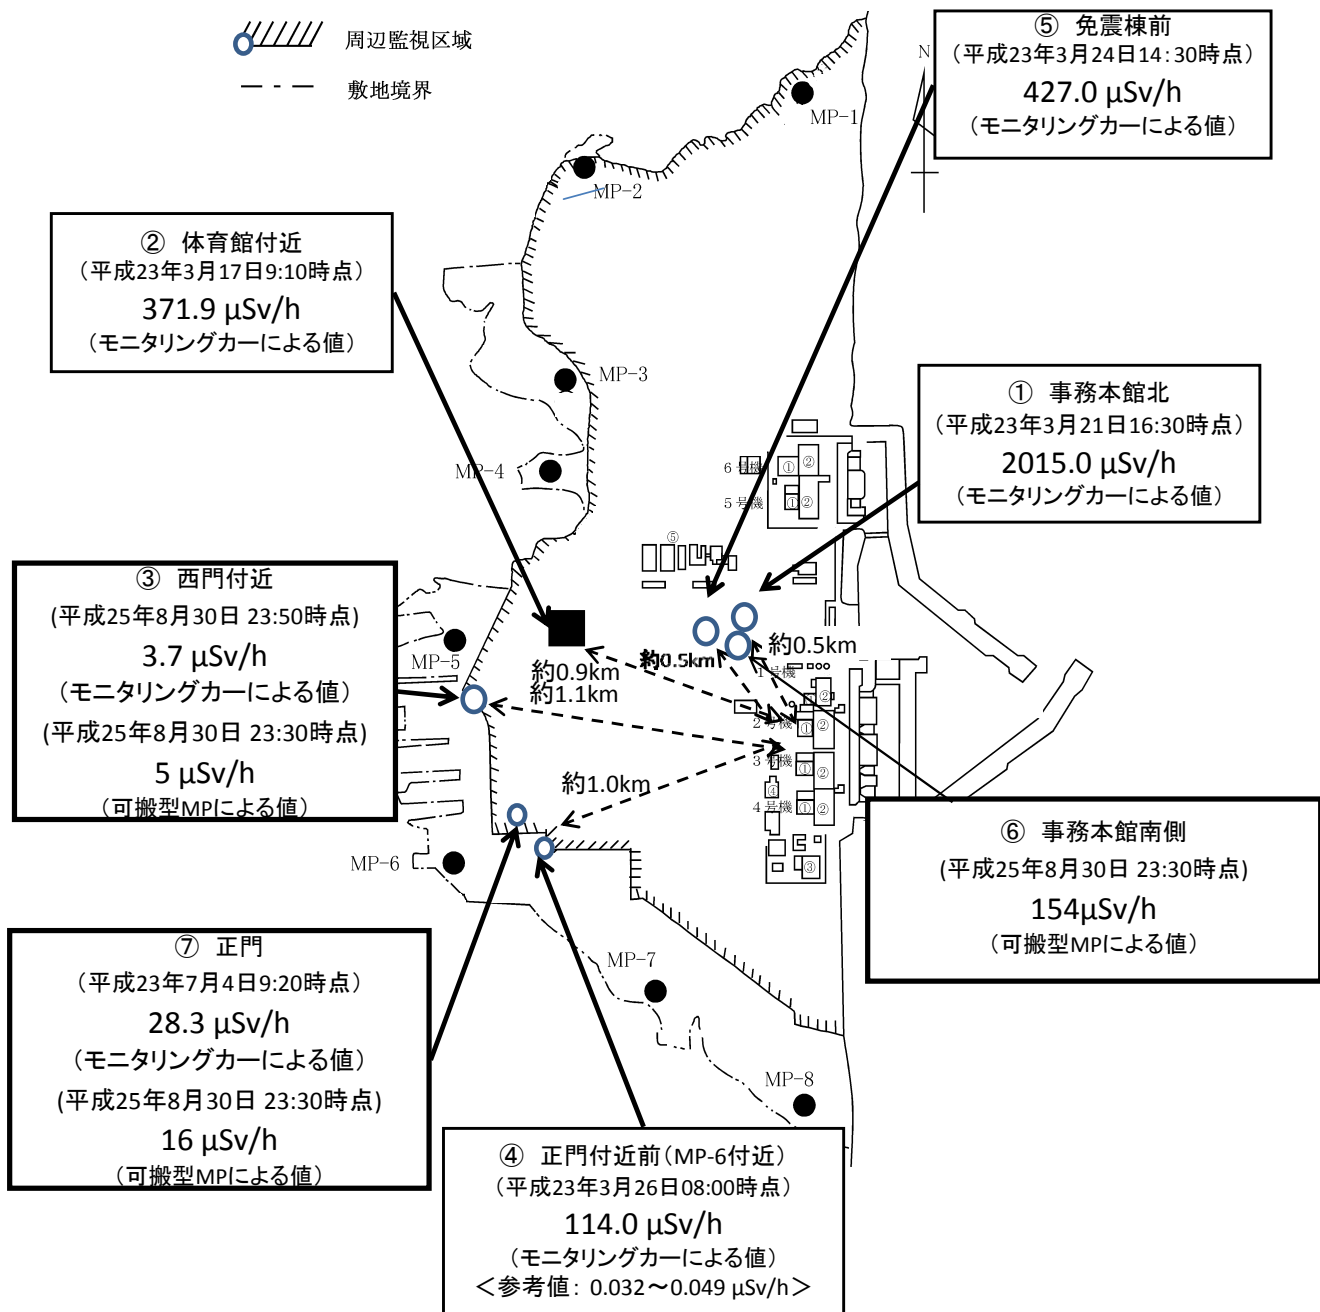 周辺監視区域
敷地境界
⑤ 免震棟前
(平成23年3月24日14:30時点)
427.0 μSv/h
(モニタリングカーによる値)
N
MP-1
MP-2
② 体育館付近
(平成23年3月17日9:10時点)
371.9 μSv/h
(モニタリングカーによる値)
MP-3
① 事務本館北
(平成23年3月21日16:30時点)
2015.0 μSv/h
(モニタリングカーによる値)
MP-4
6号機
①
②
5号機
①
②
⑤
③ 西門付近
(平成25年8月30日 23:50時点)
3.7 μSv/h
(モニタリングカーによる値)
(平成25年8月30日 23:30時点)
5 μSv/h
(可搬型MPによる値)
MP-5
約0.9km
約1.1km
約0.5km
約0.5km
1号機
②
2号機
①
②
3号機
①
②
約1.0km
④
4号機
①
②
③
⑥ 事務本館南側
(平成25年8月30日 23:30時点)
154μSv/h
(可搬型MPによる値)
MP-6
⑦ 正門
(平成23年7月4日9:20時点)
28.3 μSv/h
(モニタリングカーによる値)
(平成25年8月30日 23:30時点)
16 μSv/h
(可搬型MPによる値)
MP-7
MP-8
④ 正門付近前(MP-6付近)
(平成23年3月26日08:00時点)
114.0 μSv/h
(モニタリングカーによる値)
<参考値: 0.032～0.049 μSv/h>